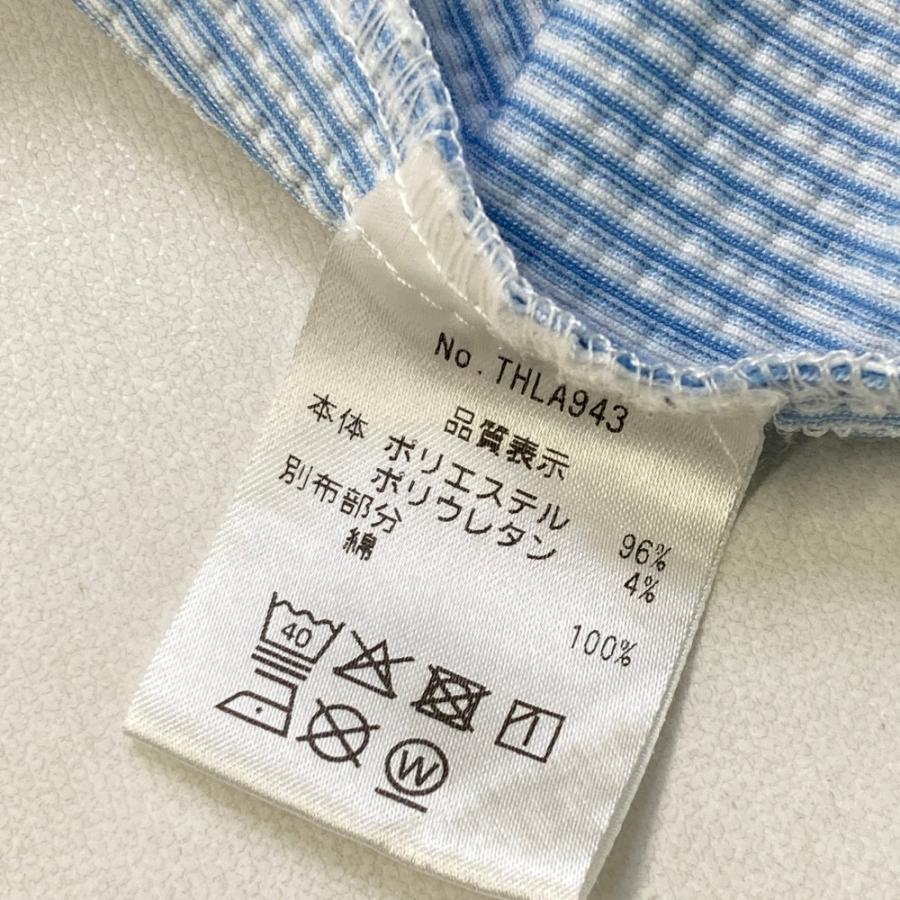 No.THLA943
品質表示
本体 ポリエステル 96%
ポリウレタン 4%
別布部分
綿 100%
40
W